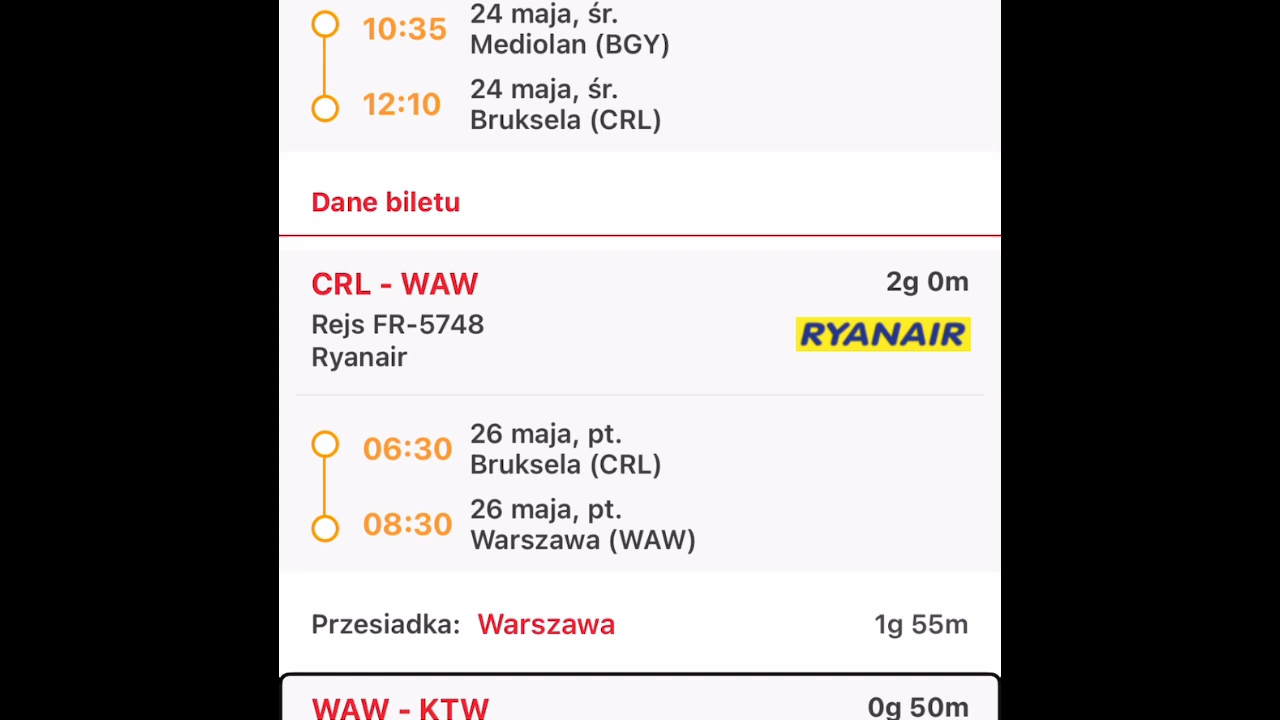 10:35
24 maja, śr.
Mediolan (BGY)
12:10
24 maja, śr.
Bruksela (CRL)
Dane biletu
CRL - WAW 2g 0m
Rejs FR-5748
Ryanair
RYANAIR
06:30
26 maja, pt.
Bruksela (CRL)
08:30
26 maja, pt.
Warszawa (WAW)
Przesiadka: Warszawa 1g 55m
WAW - KTW 0g 50m